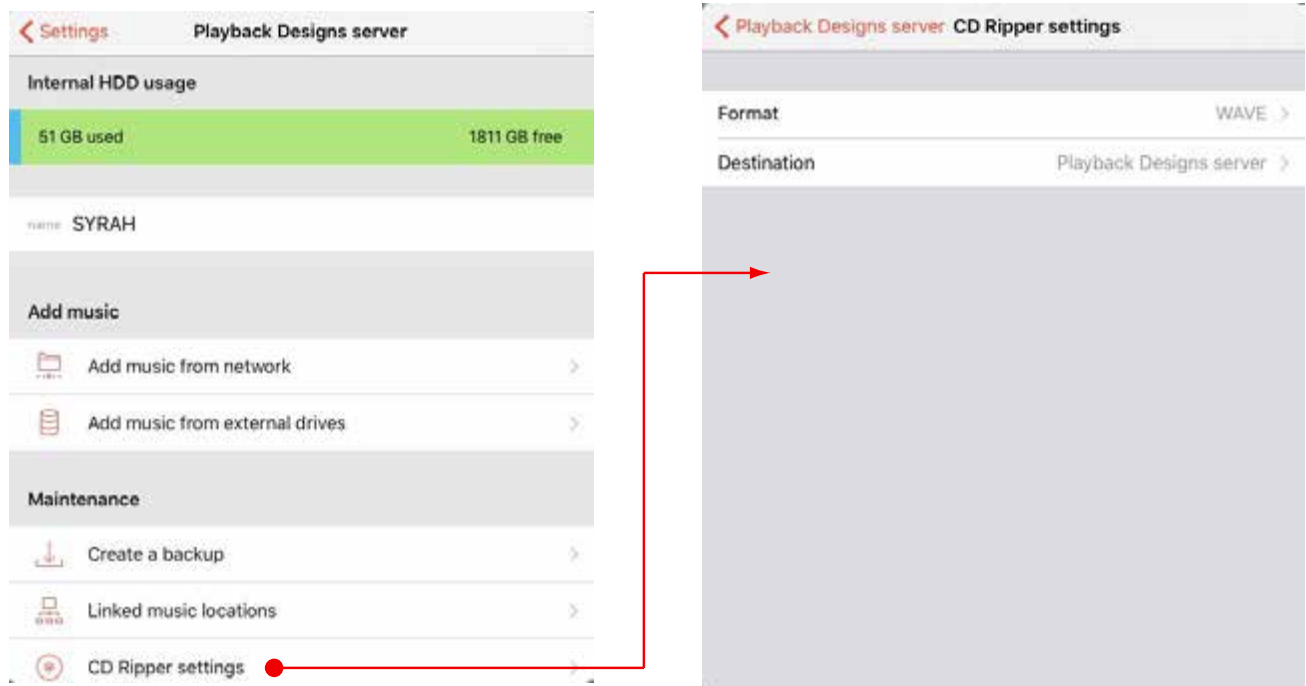 Settings
Playback Designs server
Internal HDD usage
51 GB used 1811 GB free
name SYRAH
Add music
Add music from network
Add music from external drives
Maintenance
Create a backup
Linked music locations
CD Ripper settings
Playback Designs server CD Ripper settings
Format WAVE
Destination Playback Designs server